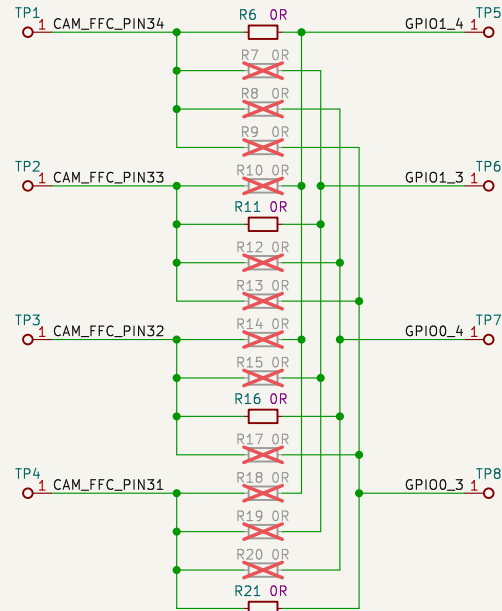 TP1 1 CAM_FFC_PIN34 R6 0R GPIO1_4 1 TP5
R7 0R
R8 0R
R9 0R
TP2 1 CAM_FFC_PIN33 R10 0R GPIO1_3 1 TP6
R11 0R
R12 0R
R13 0R
TP3 1 CAM_FFC_PIN32 R14 0R GPIO0_4 1 TP7
R15 0R
R16 0R
R17 0R
TP4 1 CAM_FFC_PIN31 R18 0R GPIO0_3 1 TP8
R19 0R
R20 0R
R21 0R